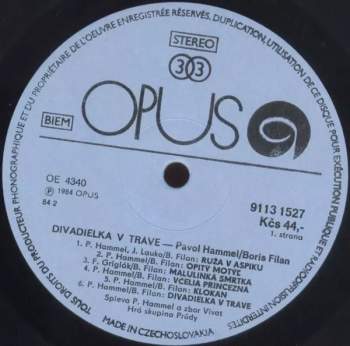 TOUS DROITS DU PRODUCTEUR PHONOGRAPHIQUE ET DU PROPRIÉTAIRE DE L'OEUVRE ENREGISTRÉE RÉSERVÉS. DUPLICATION, UTILISATION DE CE DISQUE POUR EXÉCUTION PUBLIQUE ET RADIODIFFUSION INTERDITES
STEREO
33
OPUS
BIEM
OE 4340
℗ 1984 OPUS
84 2
9113 1527
Kčs 44,-
1. strana
DIVADIELKA V TRAVE — Pavol Hammel/Boris Filan
1. P. Hammel, J. Lauko/B. Filan: RUŽA V ASPIKU
2. P. Hammel/B. Filan: OPITÝ MOTÝĽ
3. P. Griglák/B. Filan: MALULINKÁ SMRTKA
4. P. Hammel/B. Filan: VČELIA PRINCEZNÁ
5. P. Hammel/B. Filan: KLOKAN
6. P. Hammel/B. Filan: DIVADIELKA V TRAVE
Spieva P. Hammel a zbor Vivat
Hrá skupina Prúdy
MADE IN CZECHOSLOVAKIA